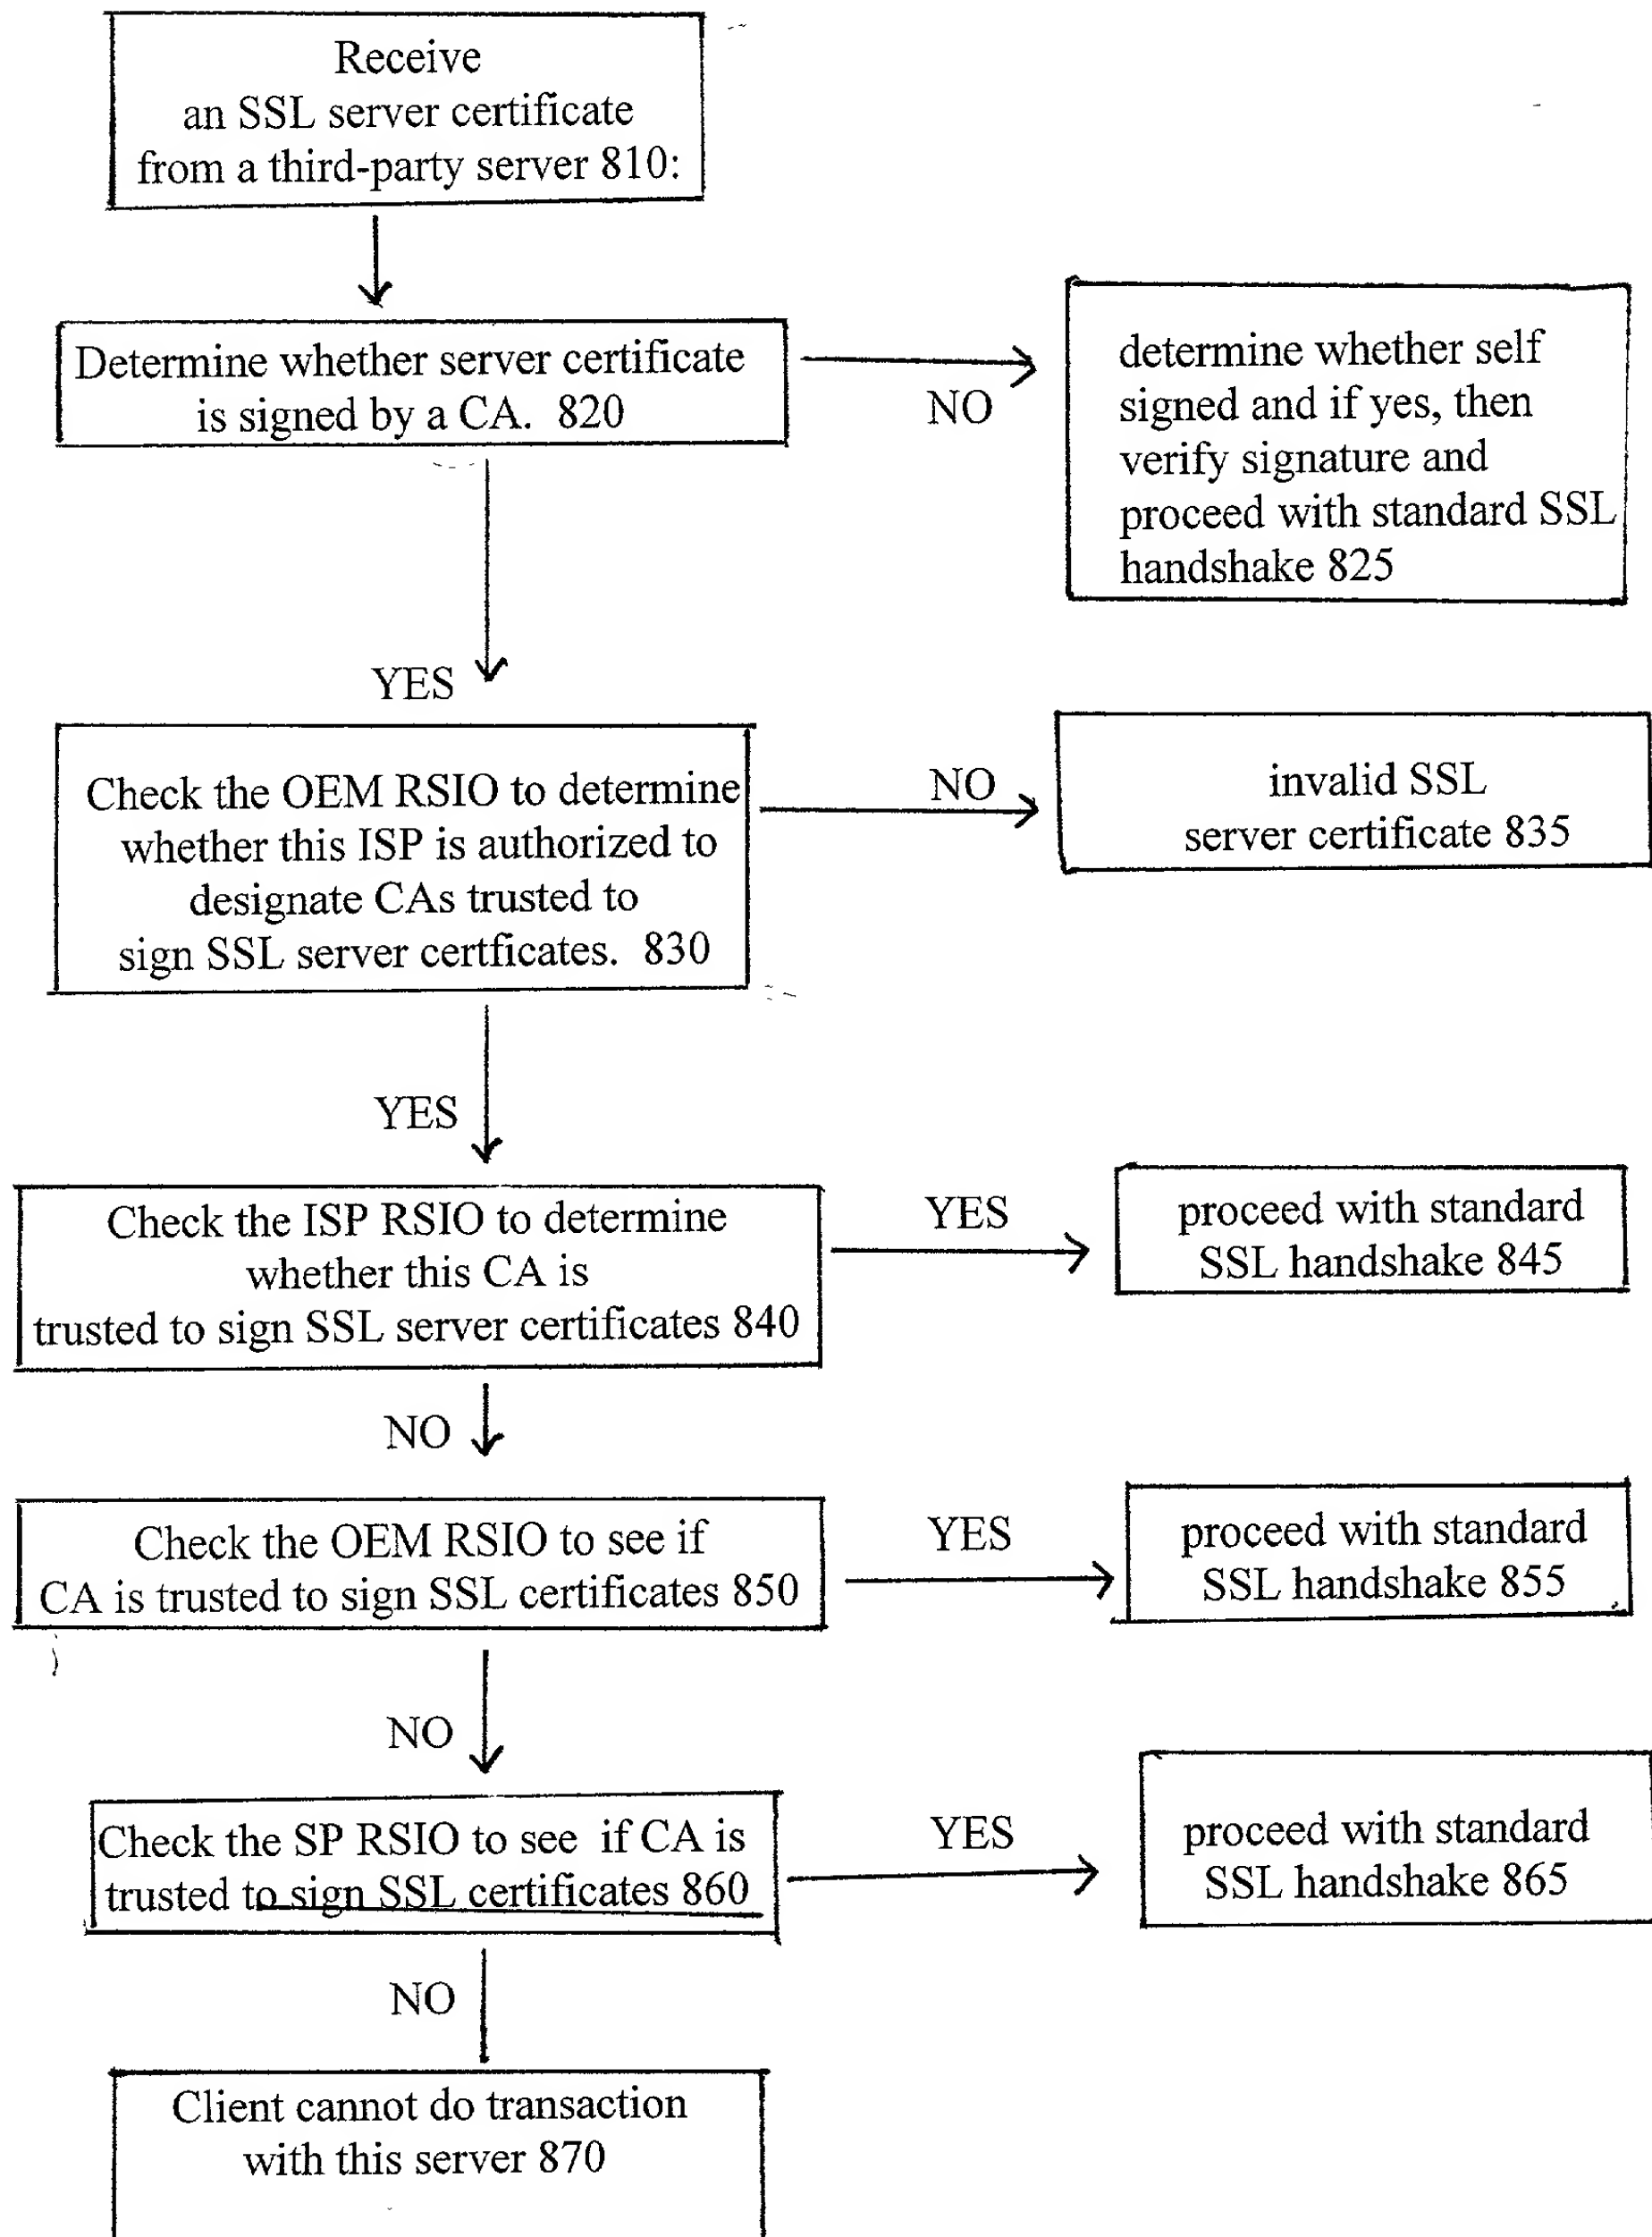 Receive
an SSL server certificate
from a third-party server 810:
Determine whether server certificate
is signed by a CA. 820
NO
determine whether self
signed and if yes, then
verify signature and
proceed with standard SSL
handshake 825
YES
Check the OEM RSIO to determine
whether this ISP is authorized to
designate CAs trusted to
sign SSL server certficates. 830
NO
invalid SSL
server certificate 835
YES
Check the ISP RSIO to determine
whether this CA is
trusted to sign SSL server certificates 840
YES
proceed with standard
SSL handshake 845
NO
Check the OEM RSIO to see if
CA is trusted to sign SSL certificates 850
YES
proceed with standard
SSL handshake 855
NO
Check the SP RSIO to see if CA is
trusted to sign SSL certificates 860
YES
proceed with standard
SSL handshake 865
NO
Client cannot do transaction
with this server 870